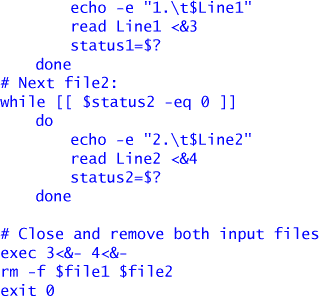 echo -e "1.\t$Line1"
read Line1 <&3
status1=$?
done
# Next file2:
while [[ $status2 -eq 0 ]]
do
echo -e "2.\t$Line2"
read Line2 <&4
status2=$?
done
# Close and remove both input files
exec 3<&- 4<&-
rm -f $file1 $file2
exit 0